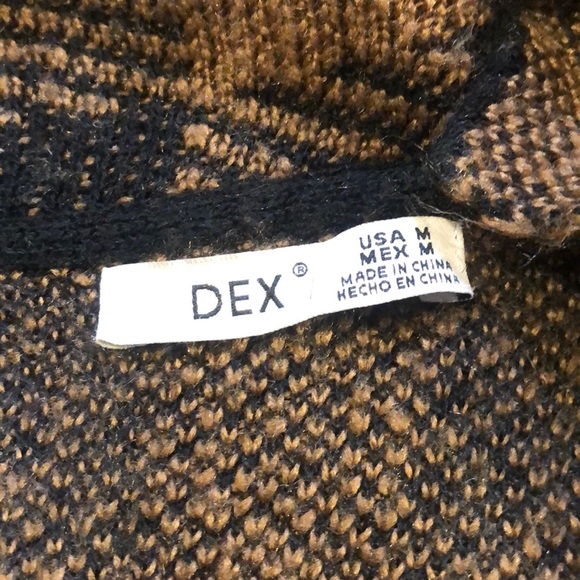 DEX®
USA M
MEX M
MADE IN CHINA
HECHO EN CHINA